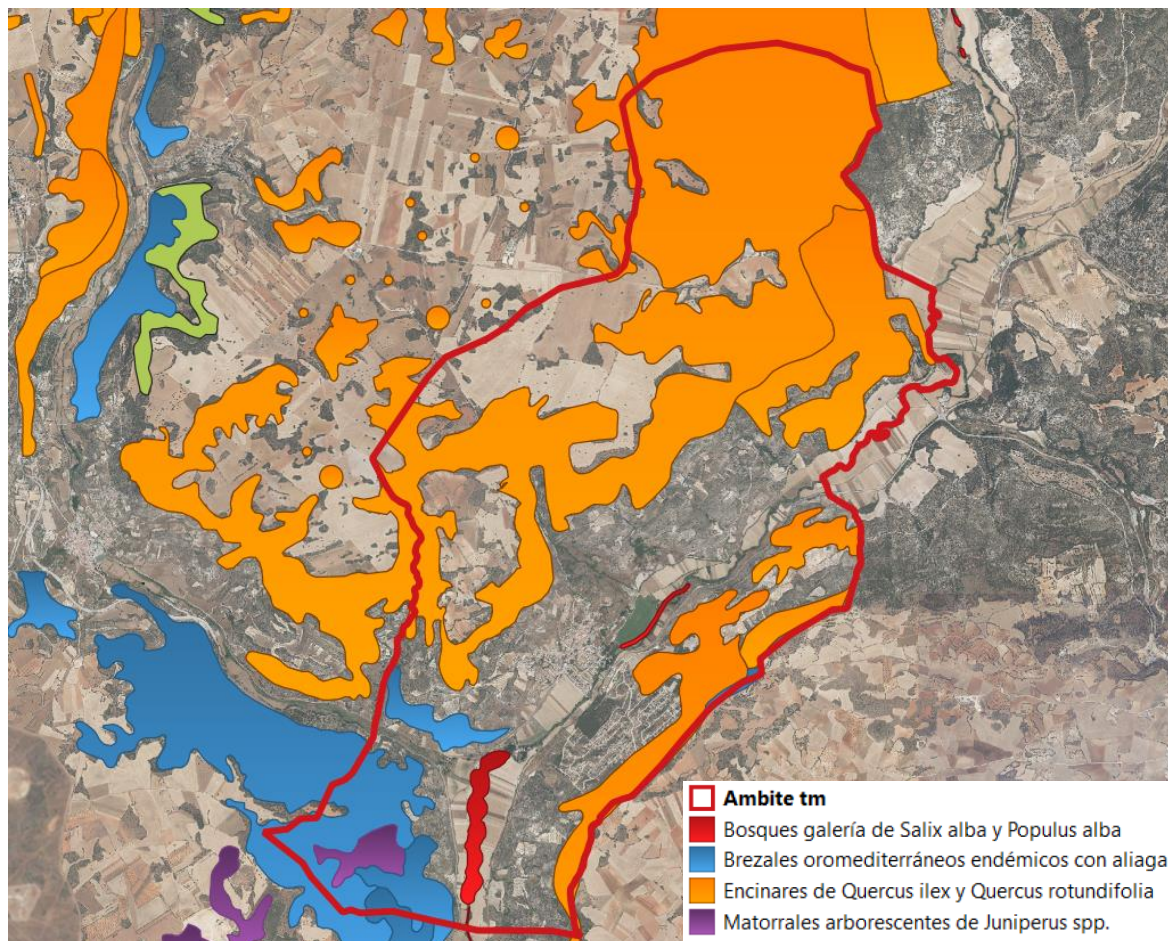 Ambite tm
Bosques galería de Salix alba y Populus alba
Brezales oromediterráneos endémicos con aliaga
Encinares de Quercus ilex y Quercus rotundifolia
Matorrales arborescentes de Juniperus spp.